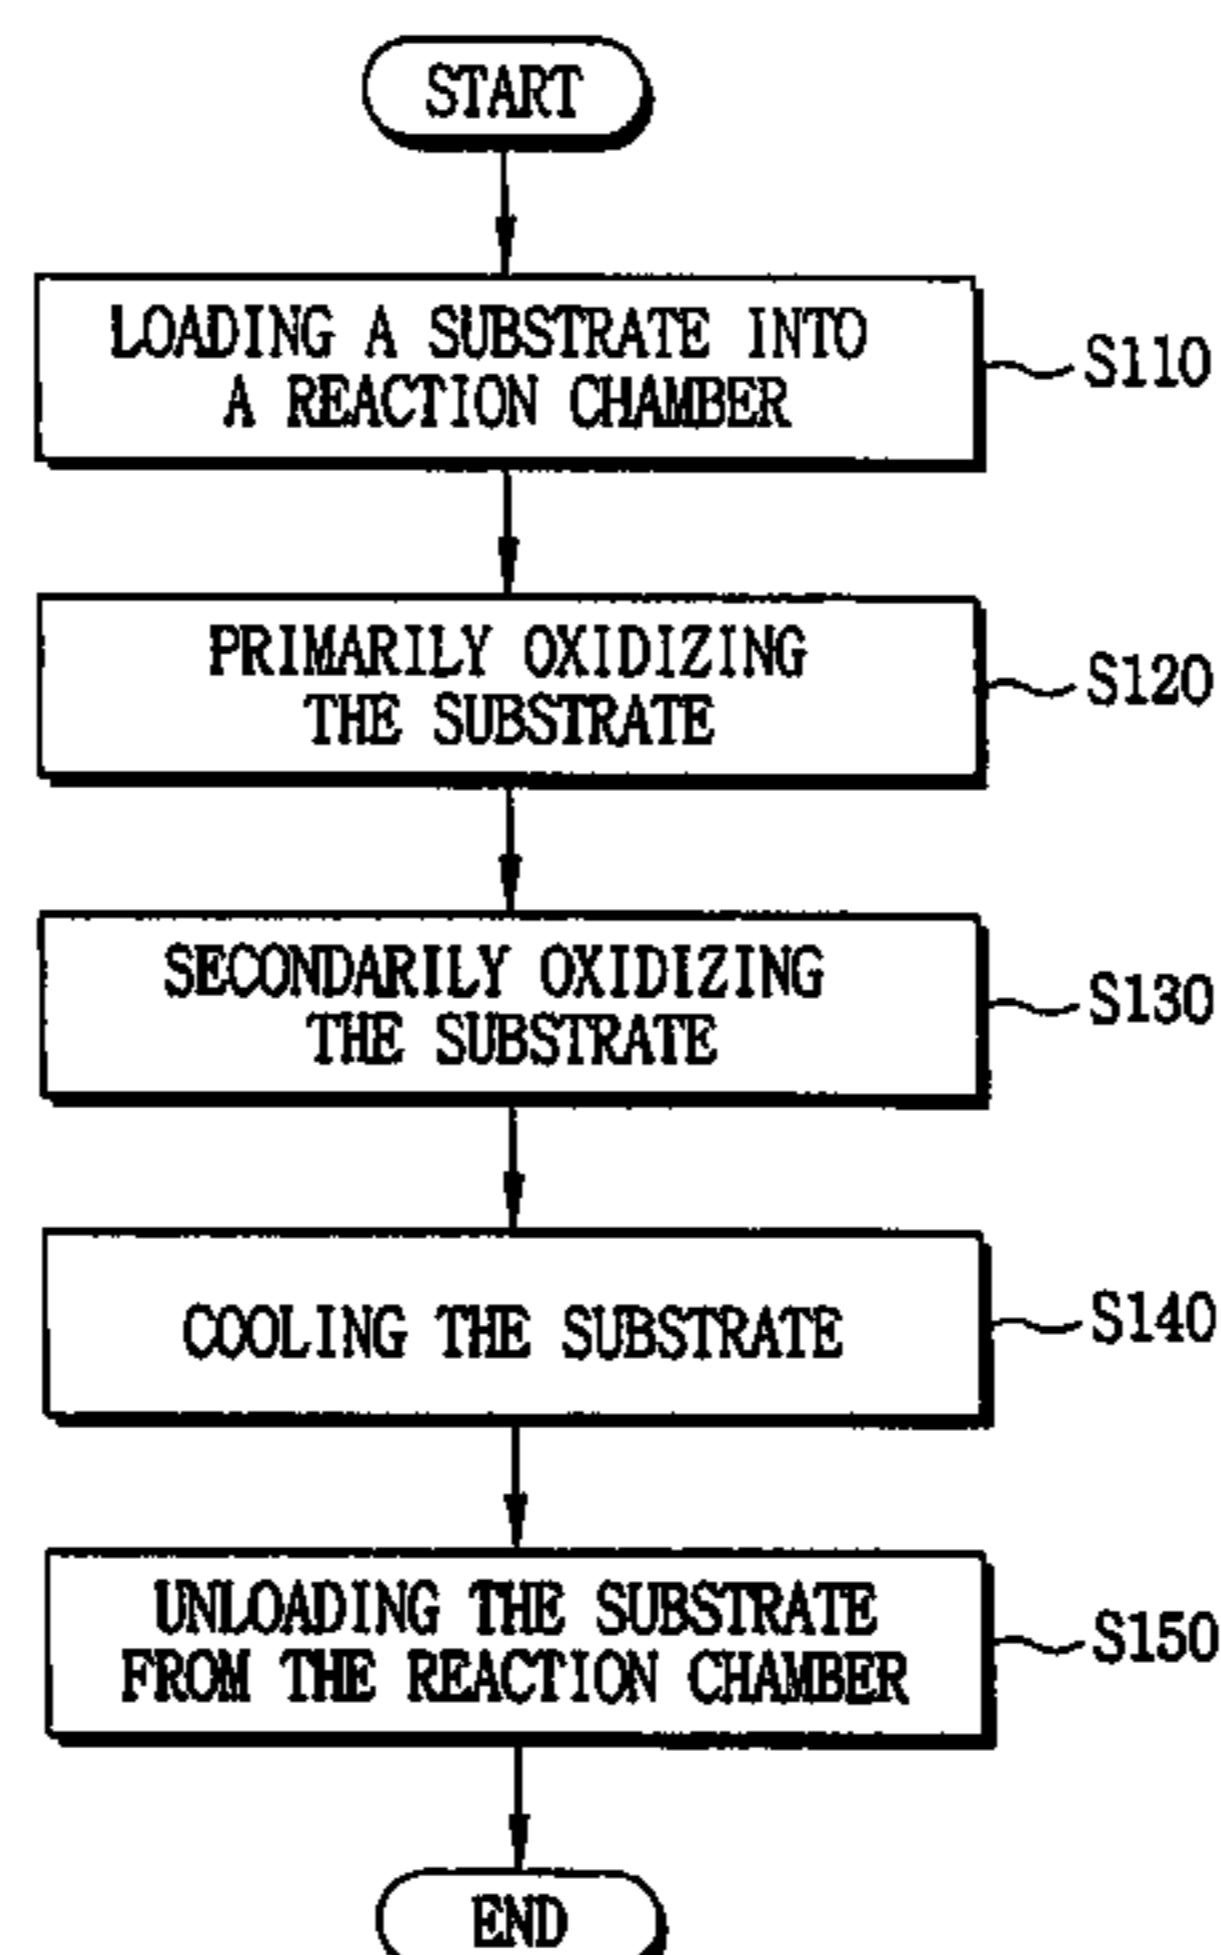 START
LOADING A SUBSTRATE INTO
A REACTION CHAMBER
S110
PRIMARILY OXIDIZING
THE SUBSTRATE
S120
SECONDARILY OXIDIZING
THE SUBSTRATE
S130
COOLING THE SUBSTRATE
S140
UNLOADING THE SUBSTRATE
FROM THE REACTION CHAMBER
S150
END